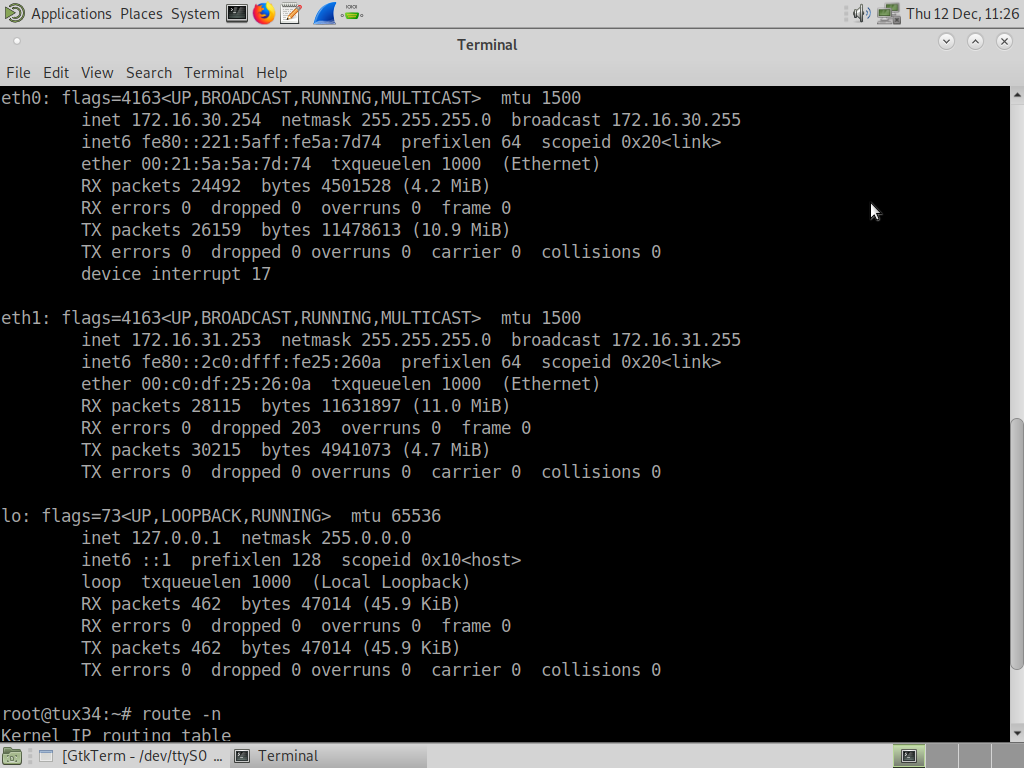 Applications Places System Thu 12 Dec, 11:26
Terminal
File Edit View Search Terminal Help
eth0: flags=4163<UP,BROADCAST,RUNNING,MULTICAST>  mtu 1500
        inet 172.16.30.254  netmask 255.255.255.0  broadcast 172.16.30.255
        inet6 fe80::221:5aff:fe5a:7d74  prefixlen 64  scopeid 0x20<link>
        ether 00:21:5a:5a:7d:74  txqueuelen 1000  (Ethernet)
        RX packets 24492  bytes 4501528 (4.2 MiB)
        RX errors 0  dropped 0  overruns 0  frame 0
        TX packets 26159  bytes 11478613 (10.9 MiB)
        TX errors 0  dropped 0 overruns 0  carrier 0  collisions 0
        device interrupt 17
eth1: flags=4163<UP,BROADCAST,RUNNING,MULTICAST>  mtu 1500
        inet 172.16.31.253  netmask 255.255.255.0  broadcast 172.16.31.255
        inet6 fe80::2c0:dfff:fe25:260a  prefixlen 64  scopeid 0x20<link>
        ether 00:c0:df:25:26:0a  txqueuelen 1000  (Ethernet)
        RX packets 28115  bytes 11631897 (11.0 MiB)
        RX errors 0  dropped 203  overruns 0  frame 0
        TX packets 30215  bytes 4941073 (4.7 MiB)
        TX errors 0  dropped 0 overruns 0  carrier 0  collisions 0
lo: flags=73<UP,LOOPBACK,RUNNING>  mtu 65536
        inet 127.0.0.1  netmask 255.0.0.0
        inet6 ::1  prefixlen 128  scopeid 0x10<host>
        loop  txqueuelen 1000  (Local Loopback)
        RX packets 462  bytes 47014 (45.9 KiB)
        RX errors 0  dropped 0  overruns 0  frame 0
        TX packets 462  bytes 47014 (45.9 KiB)
        TX errors 0  dropped 0 overruns 0  carrier 0  collisions 0
root@tux34:~# route -n
Kernel IP routing table
[GtkTerm - /dev/ttyS0 ... Terminal